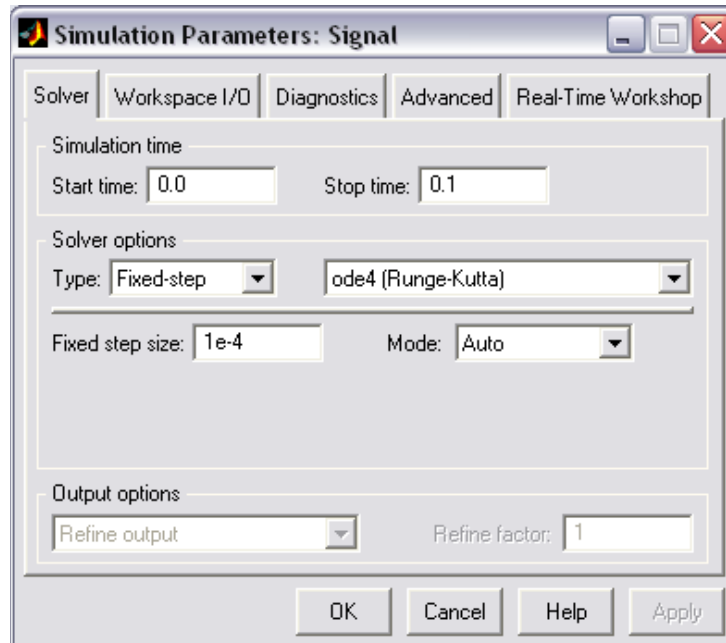 Simulation Parameters: Signal
Solver Workspace I/O Diagnostics Advanced Real-Time Workshop
Simulation time
Start time: 0.0 Stop time: 0.1
Solver options
Type: Fixed-step ode4 (Runge-Kutta)
Fixed step size: 1e-4 Mode: Auto
Output options
Refine output Refine factor: 1
OK Cancel Help Apply